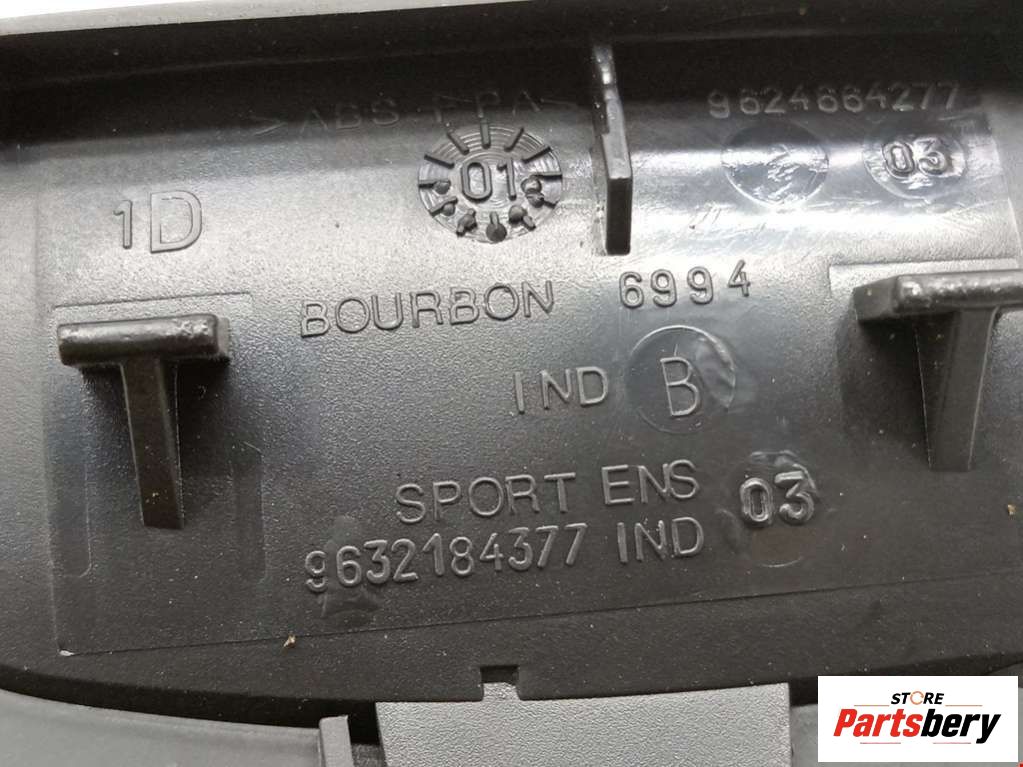 >ABS-PPA<
9624664277
03
01
1D
BOURBON 6994
IND B
SPORT ENS 03
9632184377 IND
STORE
Partsbery